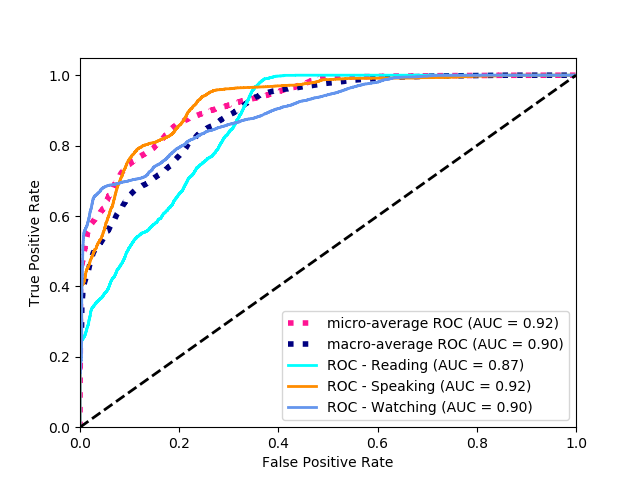 1.0
0.8
0.6
0.4
0.2
0.0
True Positive Rate
micro-average ROC (AUC = 0.92)
macro-average ROC (AUC = 0.90)
ROC - Reading (AUC = 0.87)
ROC - Speaking (AUC = 0.92)
ROC - Watching (AUC = 0.90)
0.0 0.2 0.4 0.6 0.8 1.0
False Positive Rate